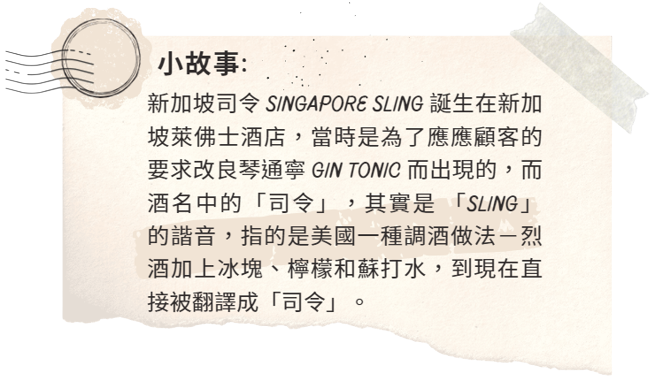 小故事:
新加坡司令 SINGAPORE SLING 誕生在新加
坡萊佛士酒店，當時是為了應應顧客的
要求改良琴通寧 GIN TONIC 而出現的，而
酒名中的「司令」，其實是 「SLING」
的諧音，指的是美國一種調酒做法－烈
酒加上冰塊、檸檬和蘇打水，到現在直
接被翻譯成「司令」。